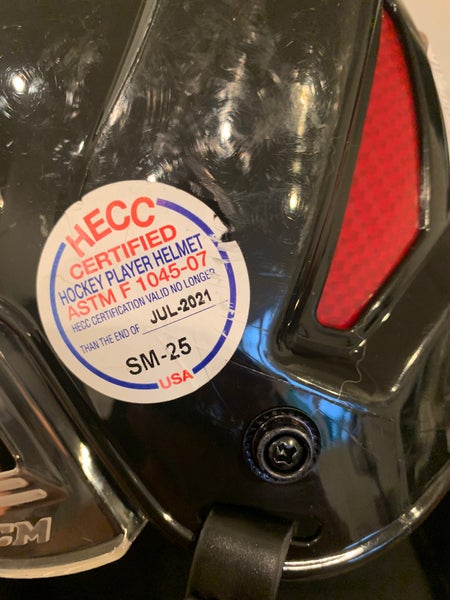 HECC
CERTIFIED
HOCKEY PLAYER HELMET
ASTM F 1045-07
HECC CERTIFICATION VALID NO LONGER
THAN THE END OF JUL-2021
SM-25
USA
CCM